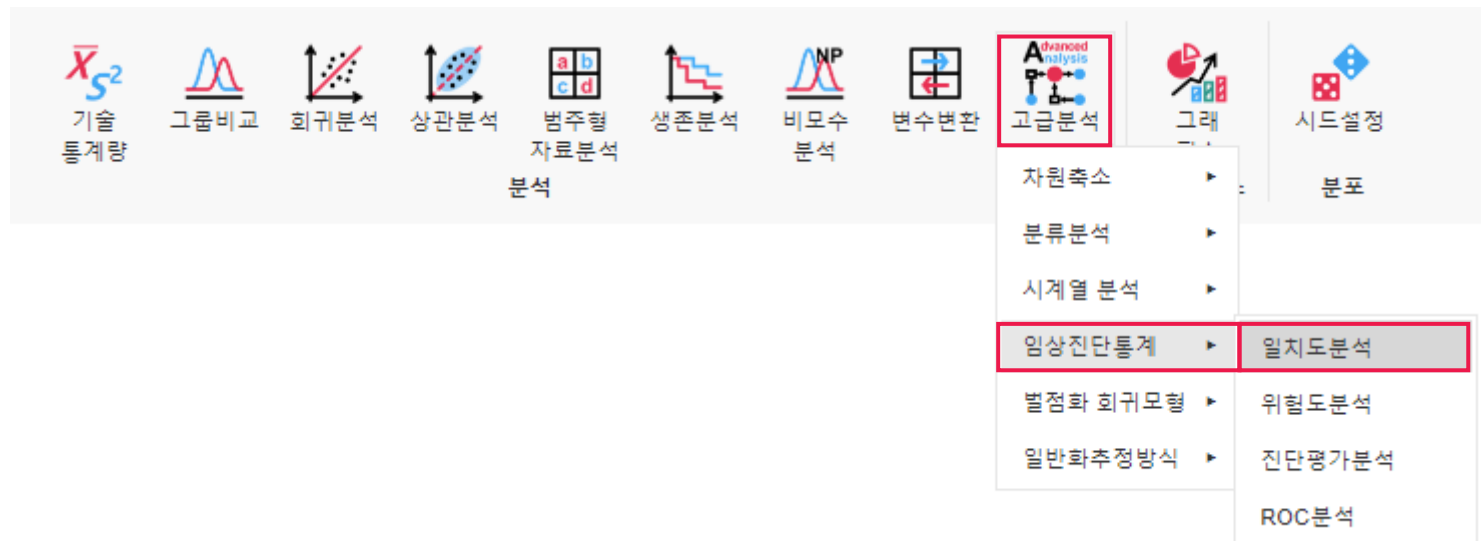 X S²
NP
a b
c d
Advanced
Analysis
기술
통계량
그룹비교
회귀분석
상관분석
범주형
자료분석
생존분석
비모수
분석
변수변환
고급분석
그래
시드설정
분석
분포
차원축소
분류분석
시계열 분석
임상진단통계
일치도분석
벌점화 회귀모형
위험도분석
일반화추정방식
진단평가분석
ROC분석